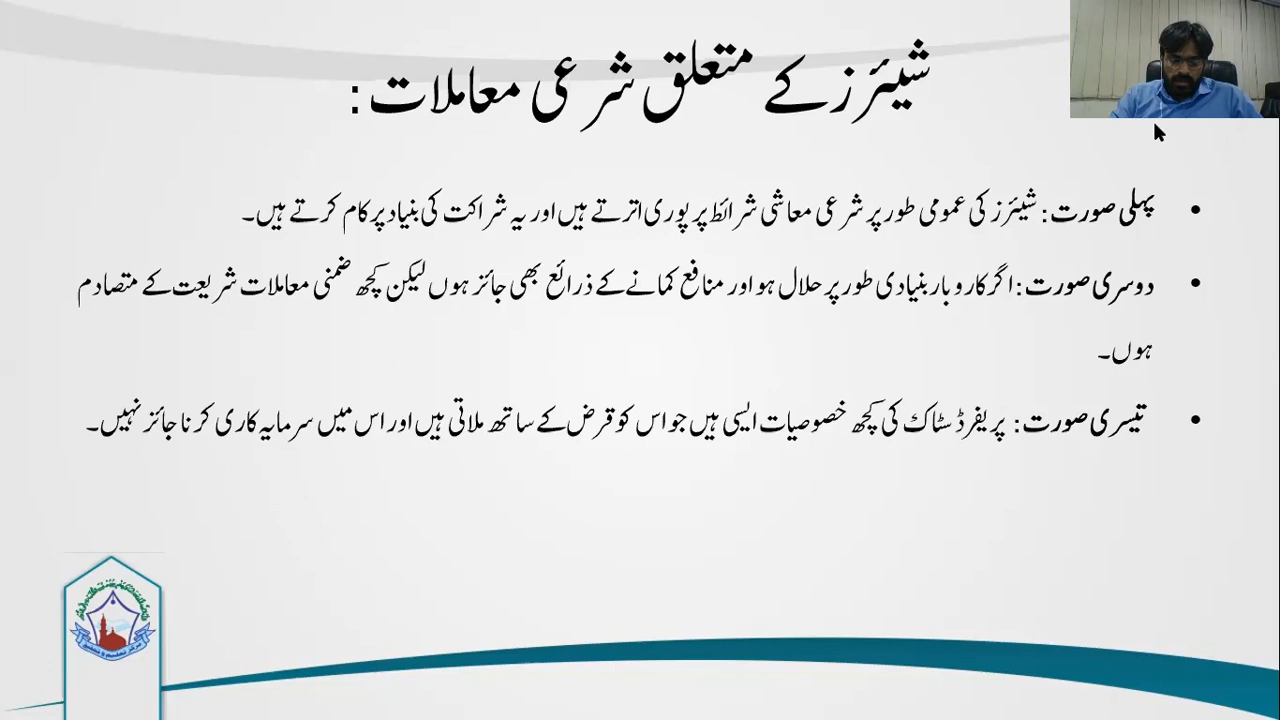 شیئرز کے متعلق شرعی معاملات:
• پہلی صورت: شیئرز کی عمومی طور پر شرعی معاشی شرائط پر پوری اترتے ہیں اور یہ شراکت کی بنیاد پر کام کرتے ہیں۔
• دوسری صورت: اگر کاروبار بنیادی طور پر حلال ہو اور منافع کمانے کے ذرائع بھی جائز ہوں لیکن کچھ ضمنی معاملات شریعت کے متصادم
ہوں۔
• تیسری صورت: پریفرڈ سٹاک کی کچھ خصوصیات ایسی ہیں جو اس کو قرض کے ساتھ ملاتی ہیں اور اس میں سرمایہ کاری کرنا جائز نہیں۔